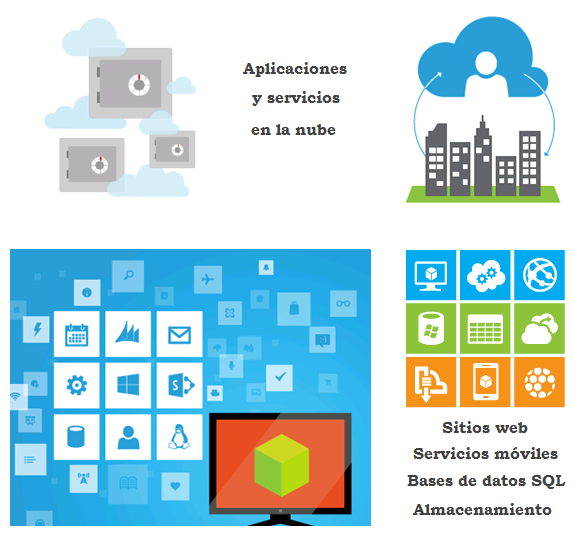 Aplicaciones
y servicios
en la nube
Sitios web
Servicios móviles
Bases de datos SQL
Almacenamiento